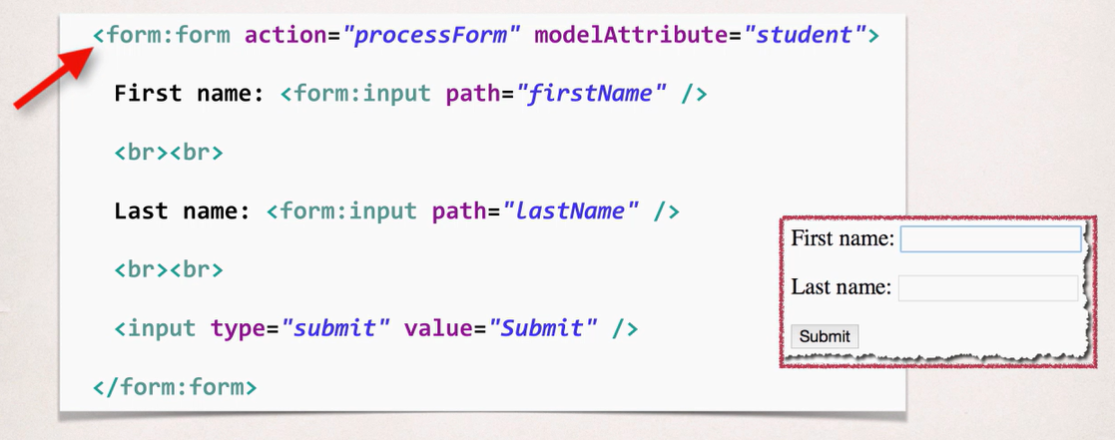 <form:form action="processForm" modelAttribute="student">
First name: <form:input path="firstName" />
<br><br>
Last name: <form:input path="lastName" />
<br><br>
<input type="submit" value="Submit" />
</form:form>
First name:
Last name:
Submit